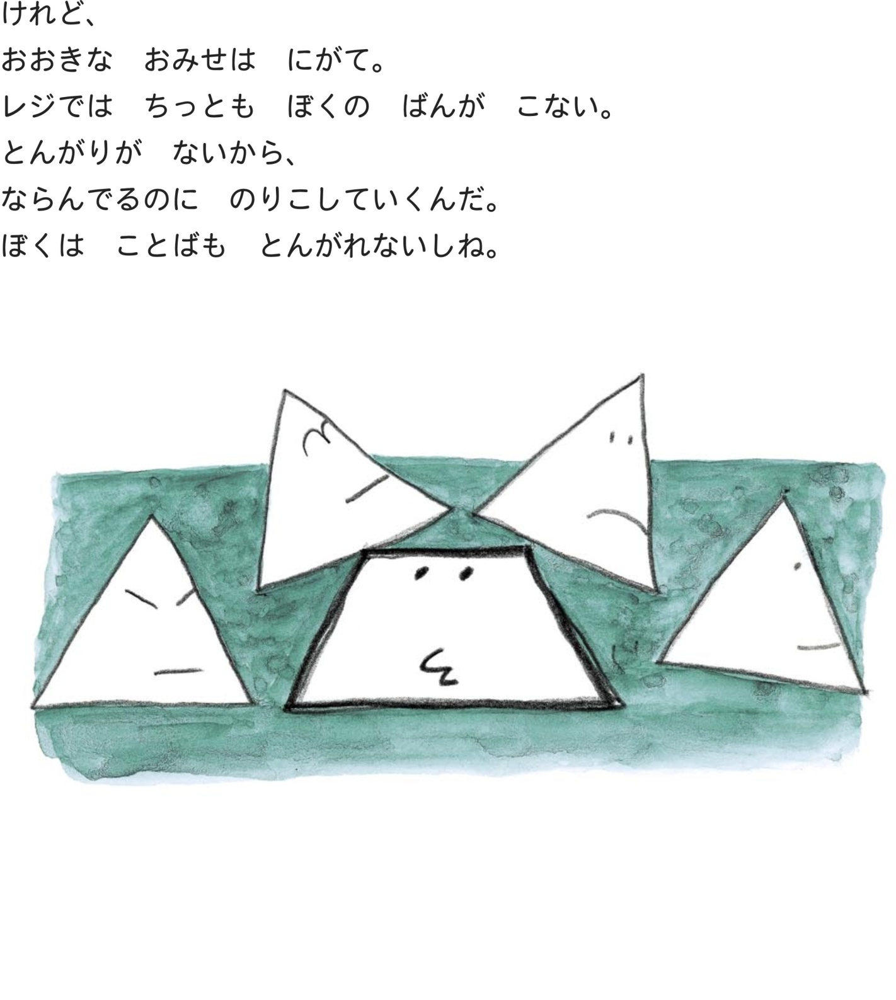 けれど、
おおきな　おみせは　にがて。
レジでは　ちっとも　ぼくの　ばんが　こない。
とんがりが　ないから、
ならんでるのに　のりこしていくんだ。
ぼくは　ことばも　とんがれないしね。